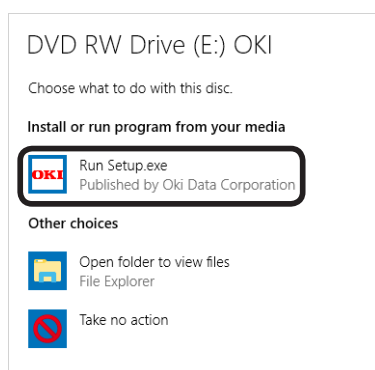 DVD RW Drive (E:) OKI
Choose what to do with this disc.
Install or run program from your media
OKI
Run Setup.exe
Published by Oki Data Corporation
Other choices
Open folder to view files
File Explorer
Take no action